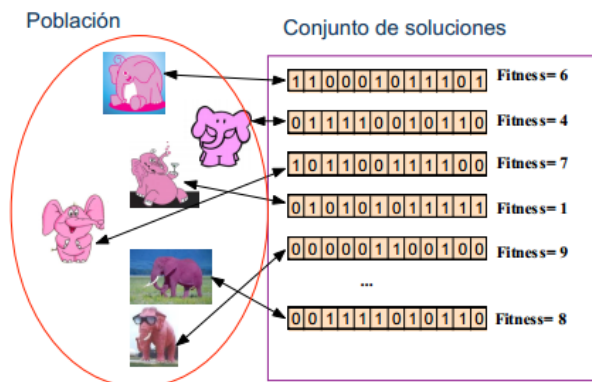 Población
Conjunto de soluciones
1 1 0 0 0 1 0 1 1 1 0 1 Fitness= 6
0 1 1 1 1 0 0 1 0 1 1 0 Fitness= 4
1 0 1 1 0 0 1 1 1 1 0 0 Fitness= 7
0 1 0 1 0 1 0 1 1 1 1 1 Fitness= 1
0 0 0 0 0 1 1 0 0 1 0 0 Fitness= 9
...
0 0 1 1 1 1 0 1 0 1 1 0 Fitness= 8